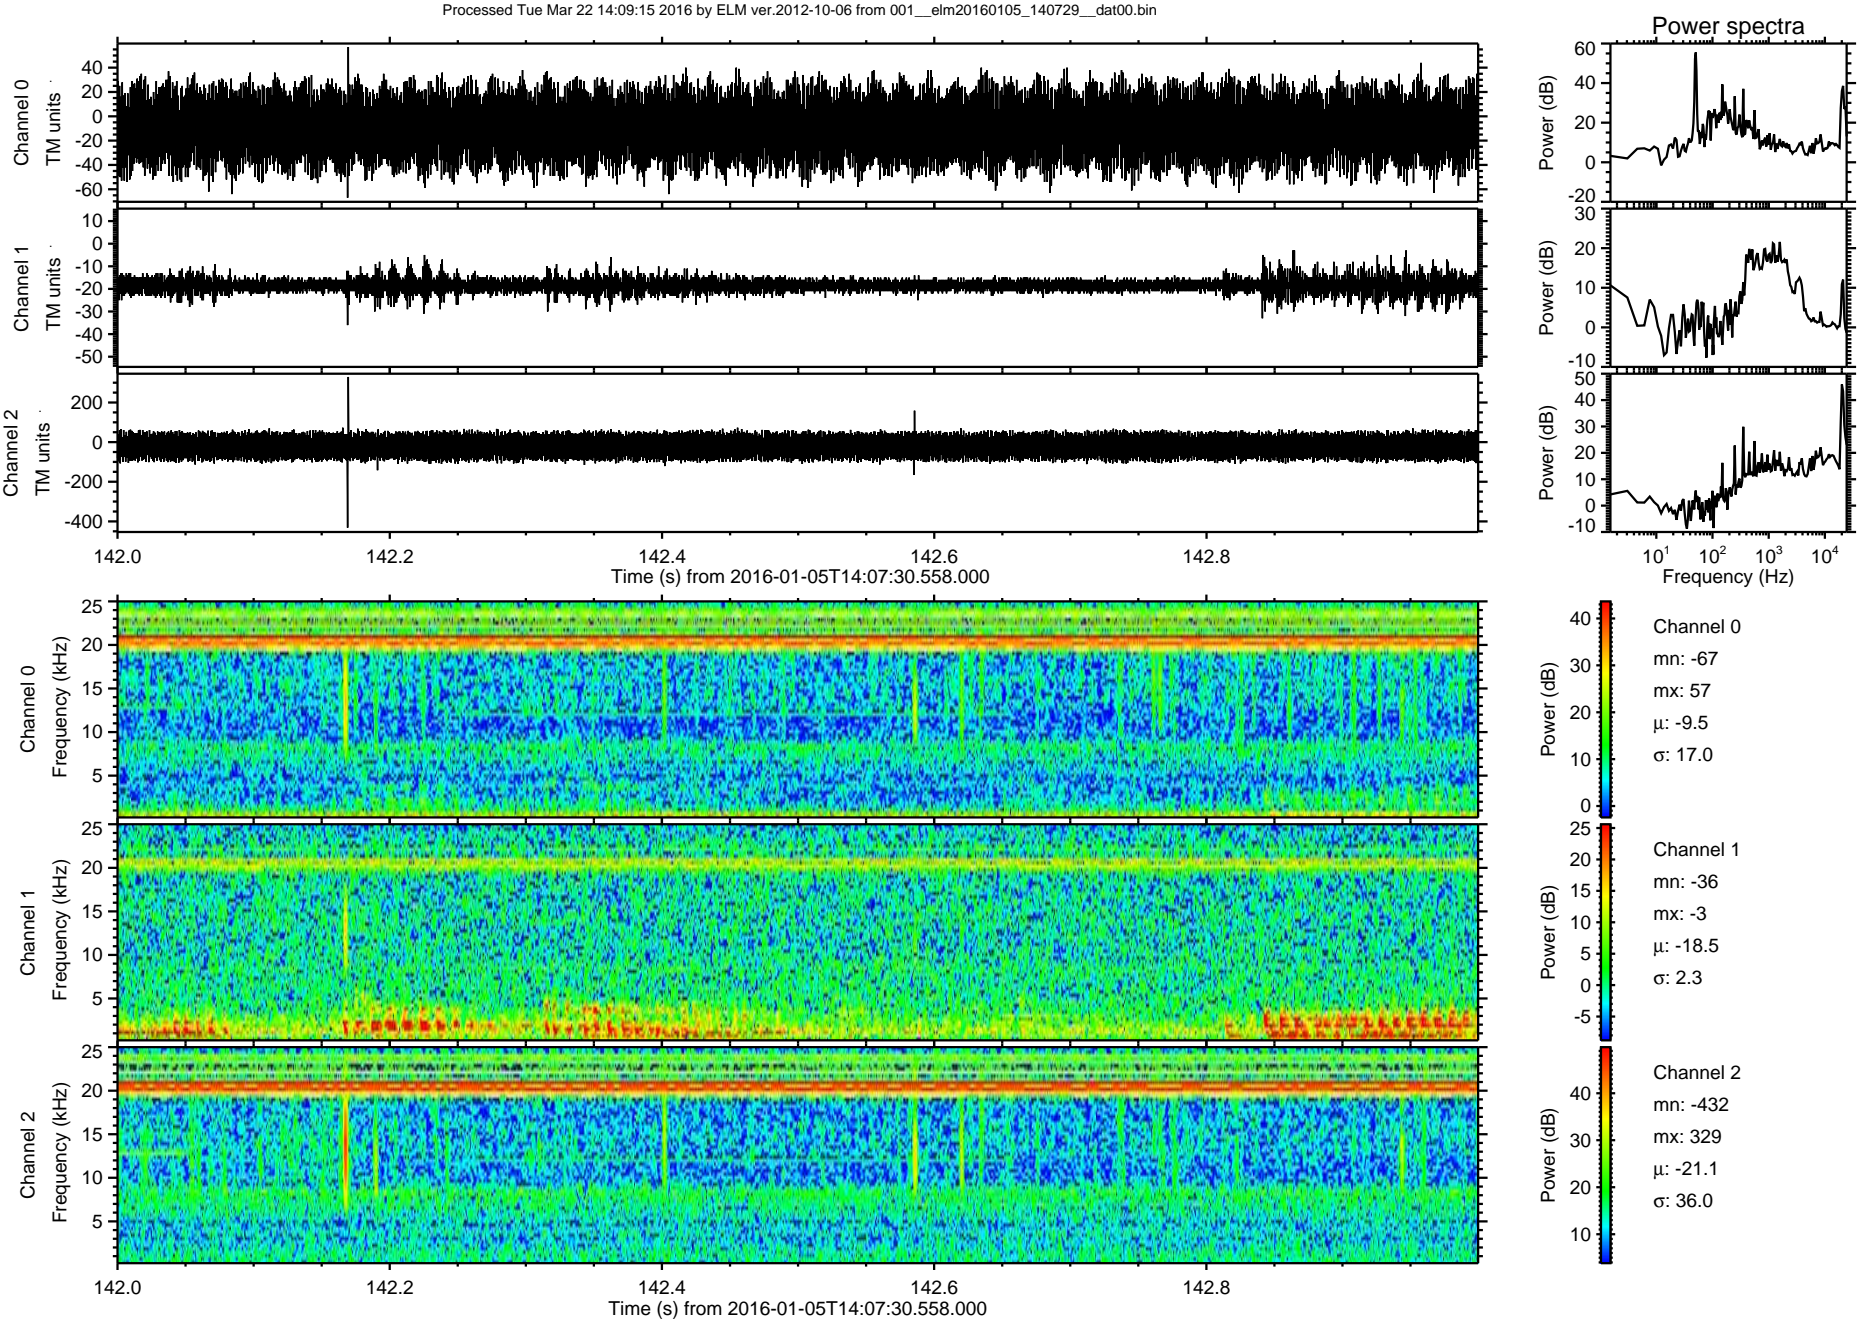 Processed Tue Mar 22 14:09:15 2016 by ELM ver.2012-10-06 from 001__elm20160105_140729__dat00.bin
Power spectra
Channel 0
TM units
40
20
0
-20
-40
-60
Power (dB)
60
40
20
0
-20
Channel 1
TM units
10
0
-10
-20
-30
-40
-50
Power (dB)
30
20
10
0
-10
Channel 2
TM units
200
0
-200
-400
Power (dB)
50
40
30
20
10
0
-10
142.0 142.2 142.4 142.6 142.8
Time (s) from 2016-01-05T14:07:30.558.000
10¹ 10² 10³ 10⁴
Frequency (Hz)
Channel 0
Frequency (kHz)
25
20
15
10
5
Power (dB)
40
30
20
10
0
Channel 0
mn: -67
mx: 57
μ: -9.5
σ: 17.0
Channel 1
Frequency (kHz)
25
20
15
10
5
Power (dB)
25
20
15
10
5
0
-5
Channel 1
mn: -36
mx: -3
μ: -18.5
σ: 2.3
Channel 2
Frequency (kHz)
25
20
15
10
5
Power (dB)
40
30
20
10
Channel 2
mn: -432
mx: 329
μ: -21.1
σ: 36.0
142.0 142.2 142.4 142.6 142.8
Time (s) from 2016-01-05T14:07:30.558.000